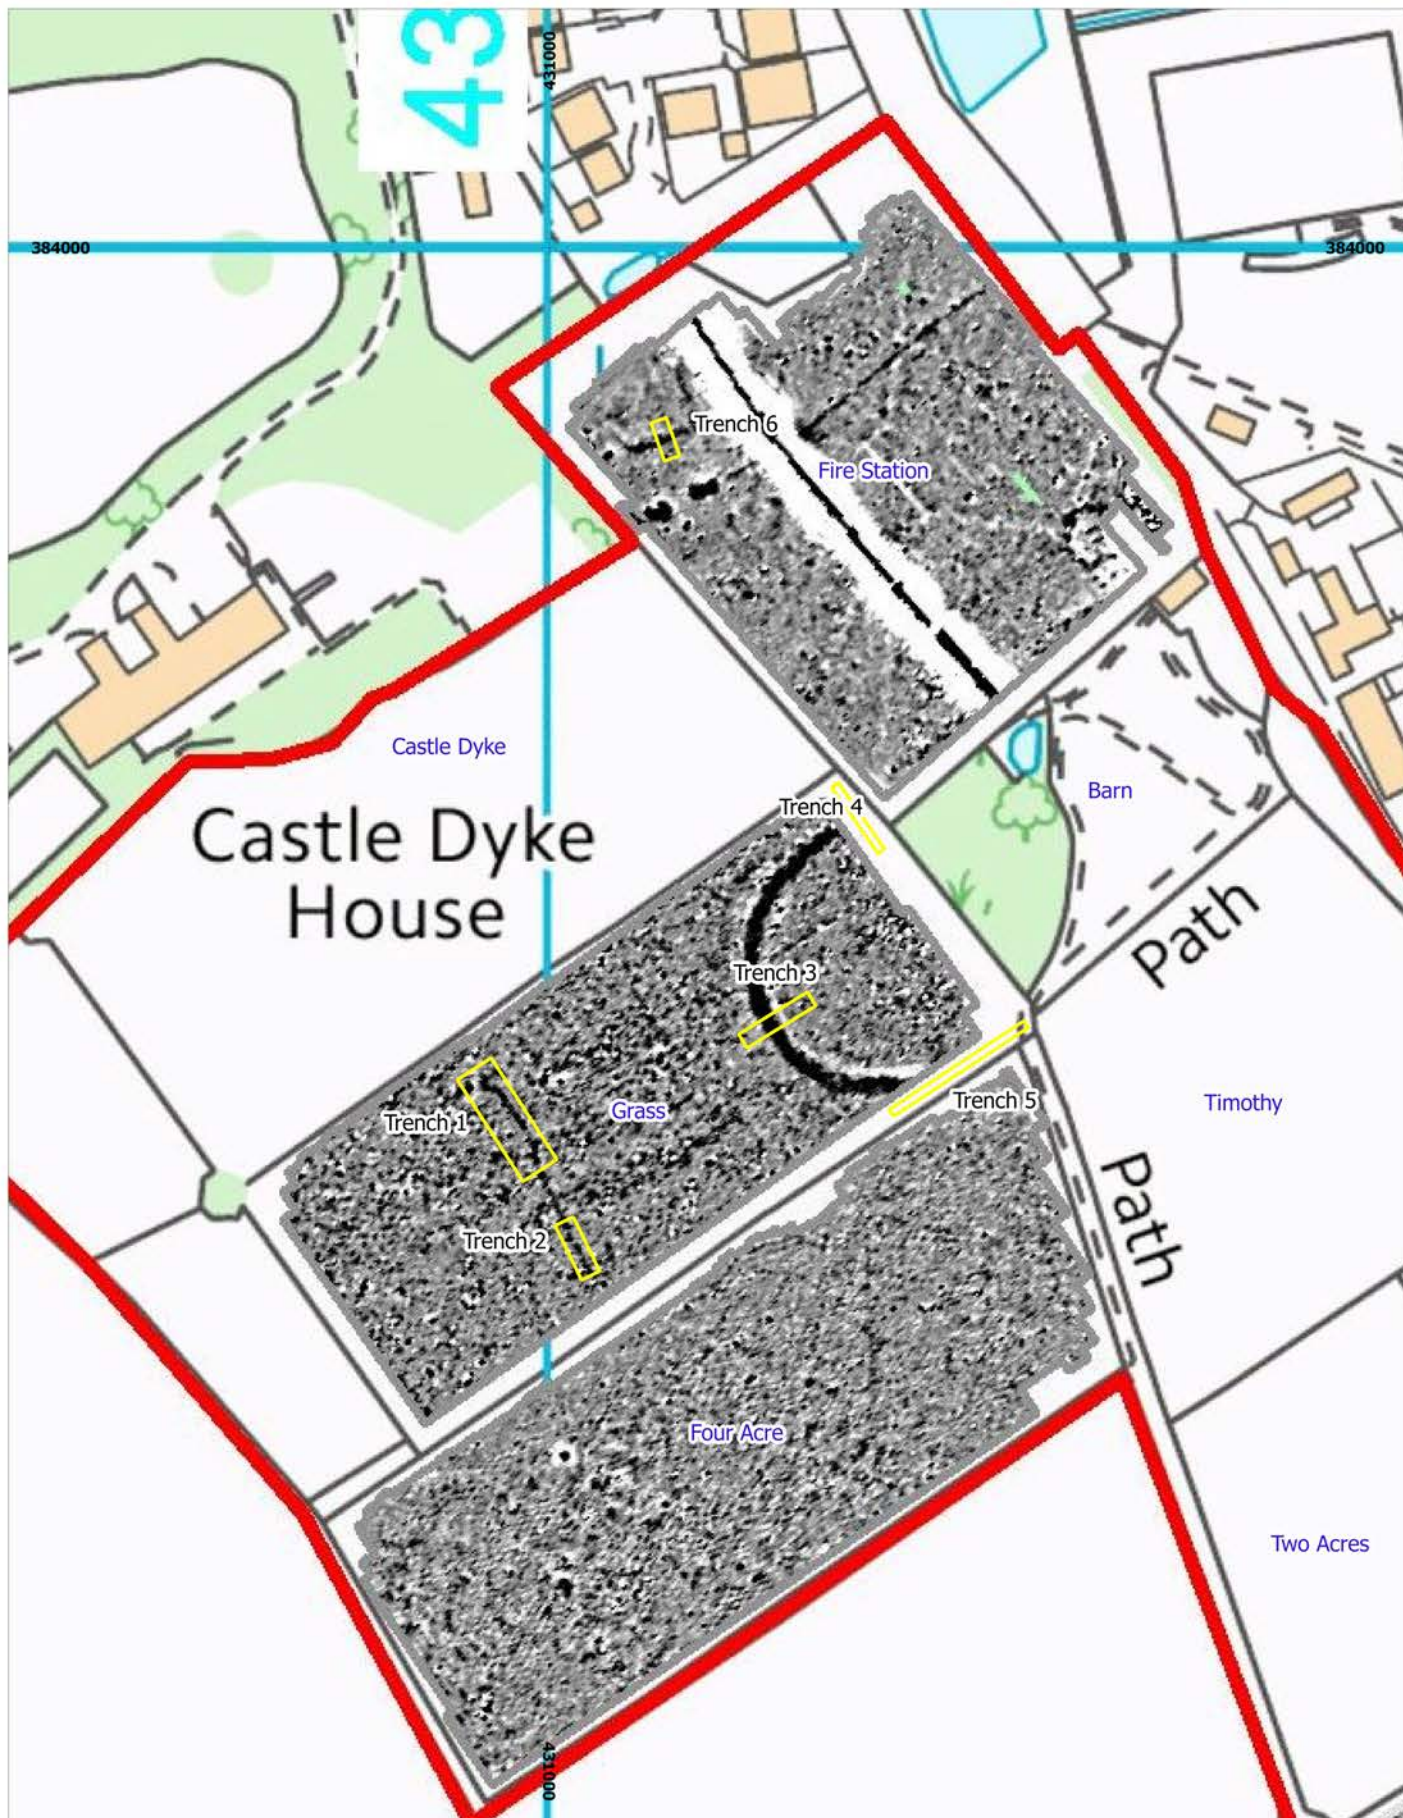 43
431000
384000
384000
Trench 6
Fire Station
Castle Dyke
Barn
Trench 4
Castle Dyke
House
Path
Trench 3
Trench 5
Timothy
Grass
Trench 1
Path
Trench 2
Four Acre
Two Acres
431000